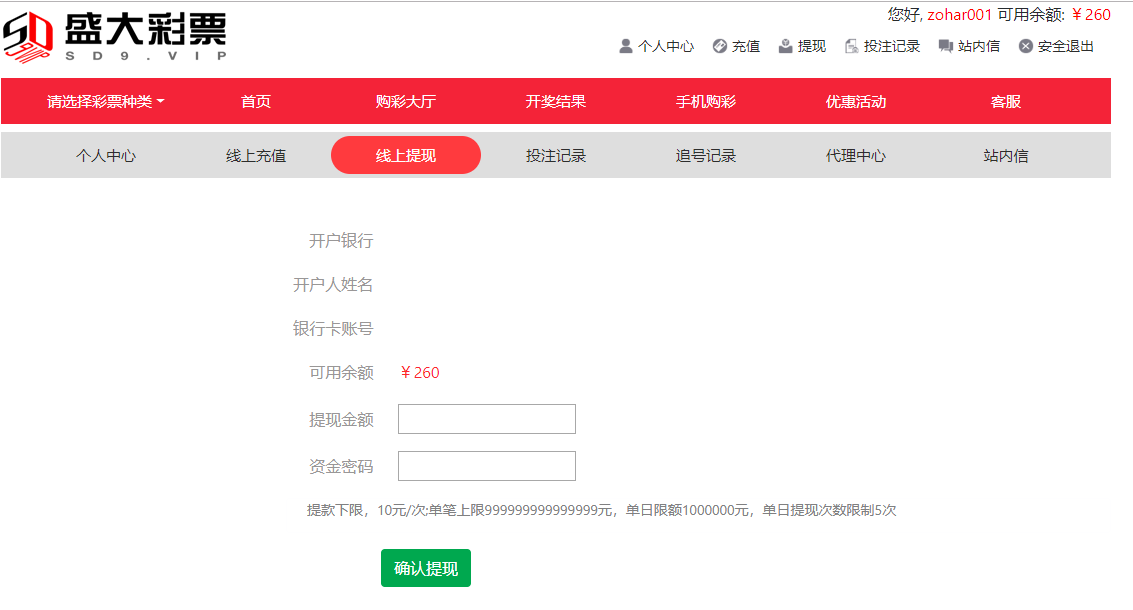 盛大彩票
SD9.VIP
您好, zohar001 可用余额: ￥260
个人中心 充值 提现 投注记录 站内信 安全退出
请选择彩票种类 首页 购彩大厅 开奖结果 手机购彩 优惠活动 客服
个人中心 线上充值 线上提现 投注记录 追号记录 代理中心 站内信
开户银行
开户人姓名
银行卡账号
可用余额 ￥260
提现金额
资金密码
提款下限，10元/次;单笔上限999999999999999元，单日限额1000000元，单日提现次数限制5次
确认提现